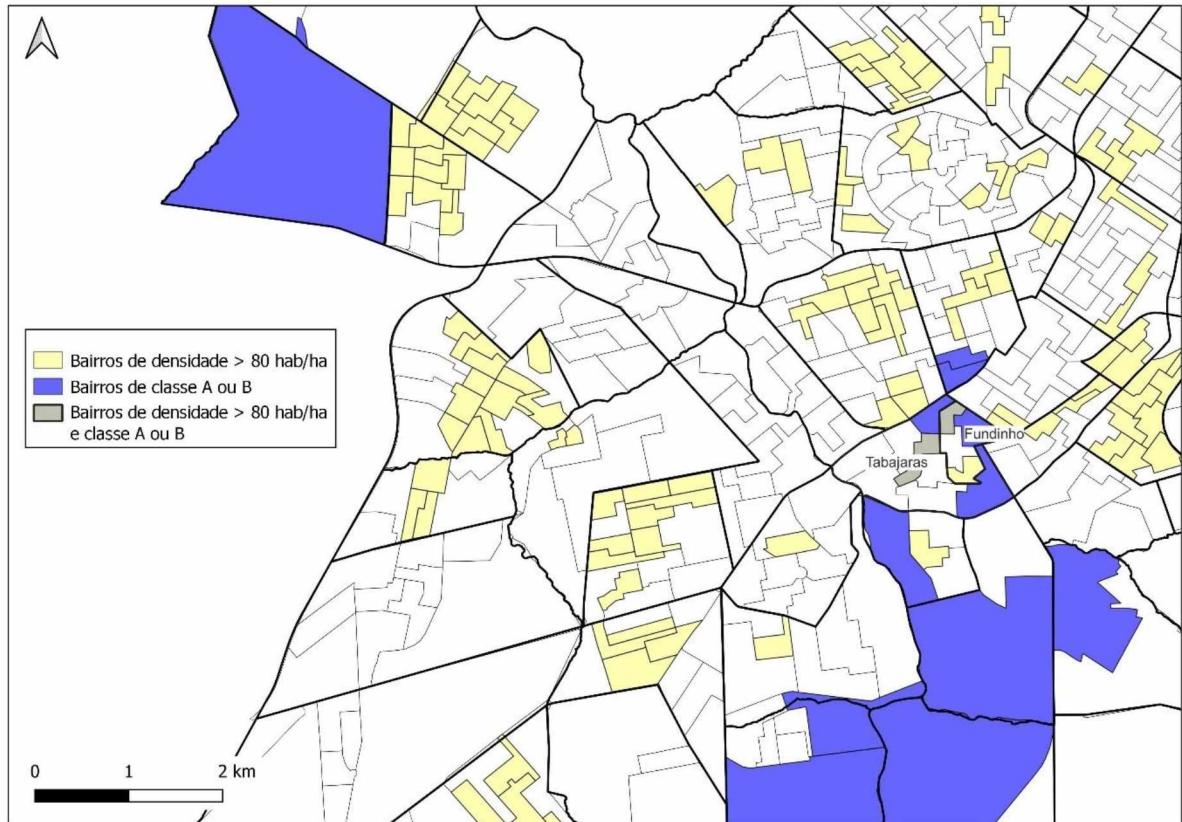 Bairros de densidade > 80 hab/ha
Bairros de classe A ou B
Bairros de densidade > 80 hab/ha
e classe A ou B
Fundinho
Tabajaras
0 1 2 km